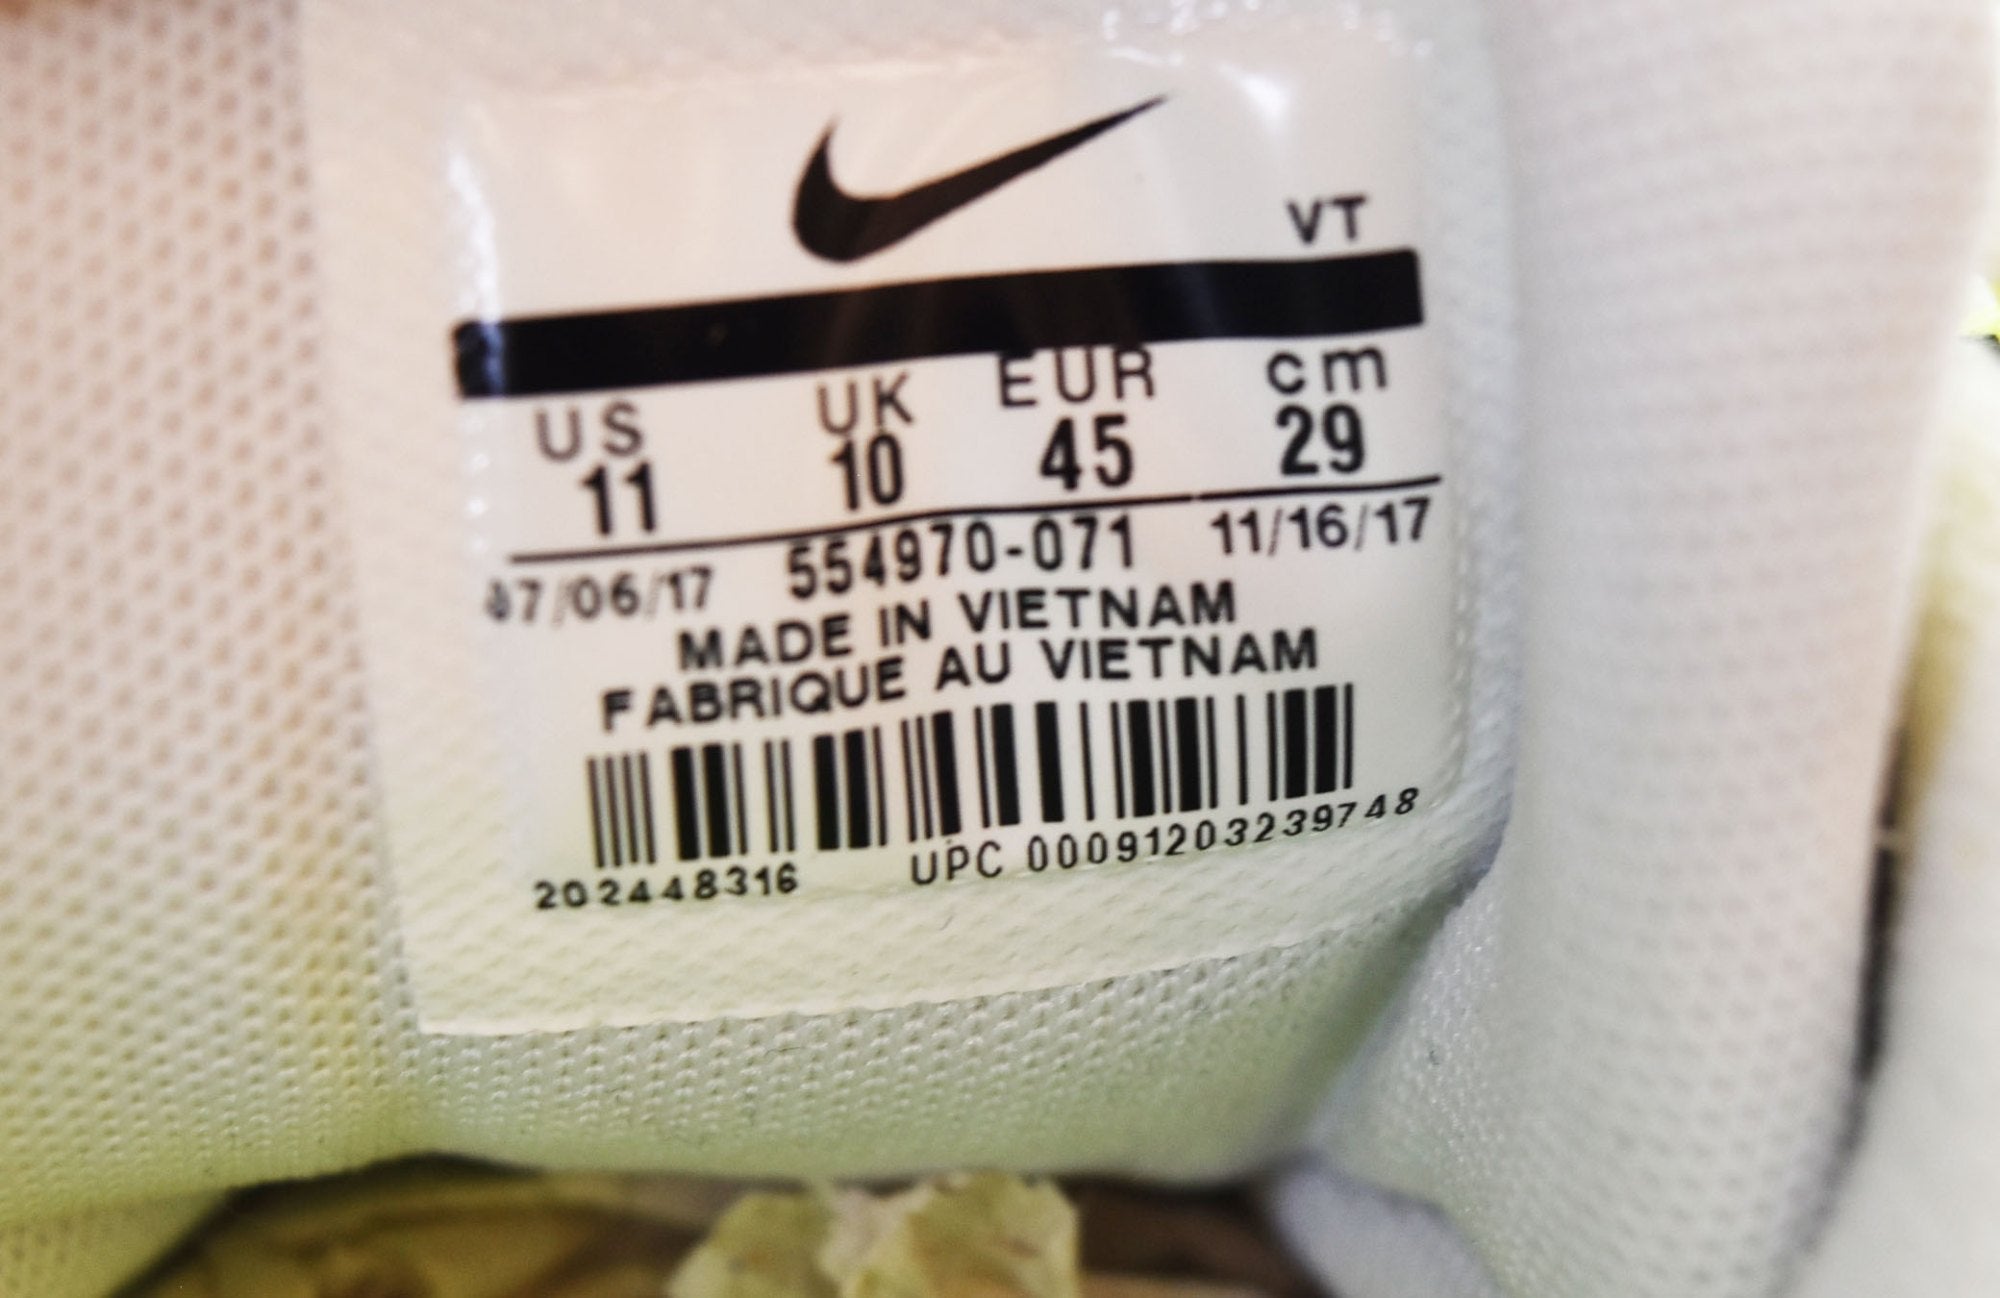 VT
US UK EUR cm
11 10 45 29
07/06/17 554970-071 11/16/17
MADE IN VIETNAM
FABRIQUE AU VIETNAM
202448316 UPC 00091203239748